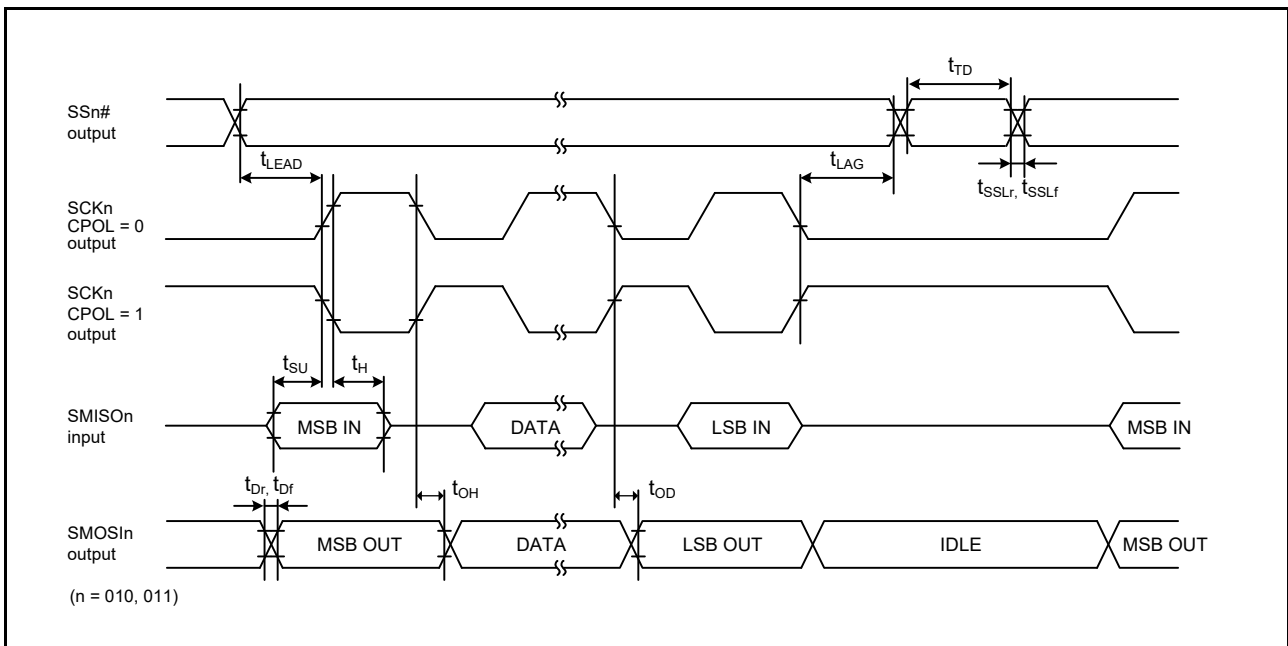 t_TD
SSn#
output
t_LEAD
t_LAG
t_SSLr, t_SSLf
SCKn
CPOL = 0
output
SCKn
CPOL = 1
output
t_SU
t_H
SMISOn
input
MSB IN
DATA
LSB IN
MSB IN
t_Dr, t_Df
t_OH
t_OD
SMOSIn
output
MSB OUT
DATA
LSB OUT
IDLE
MSB OUT
(n = 010, 011)